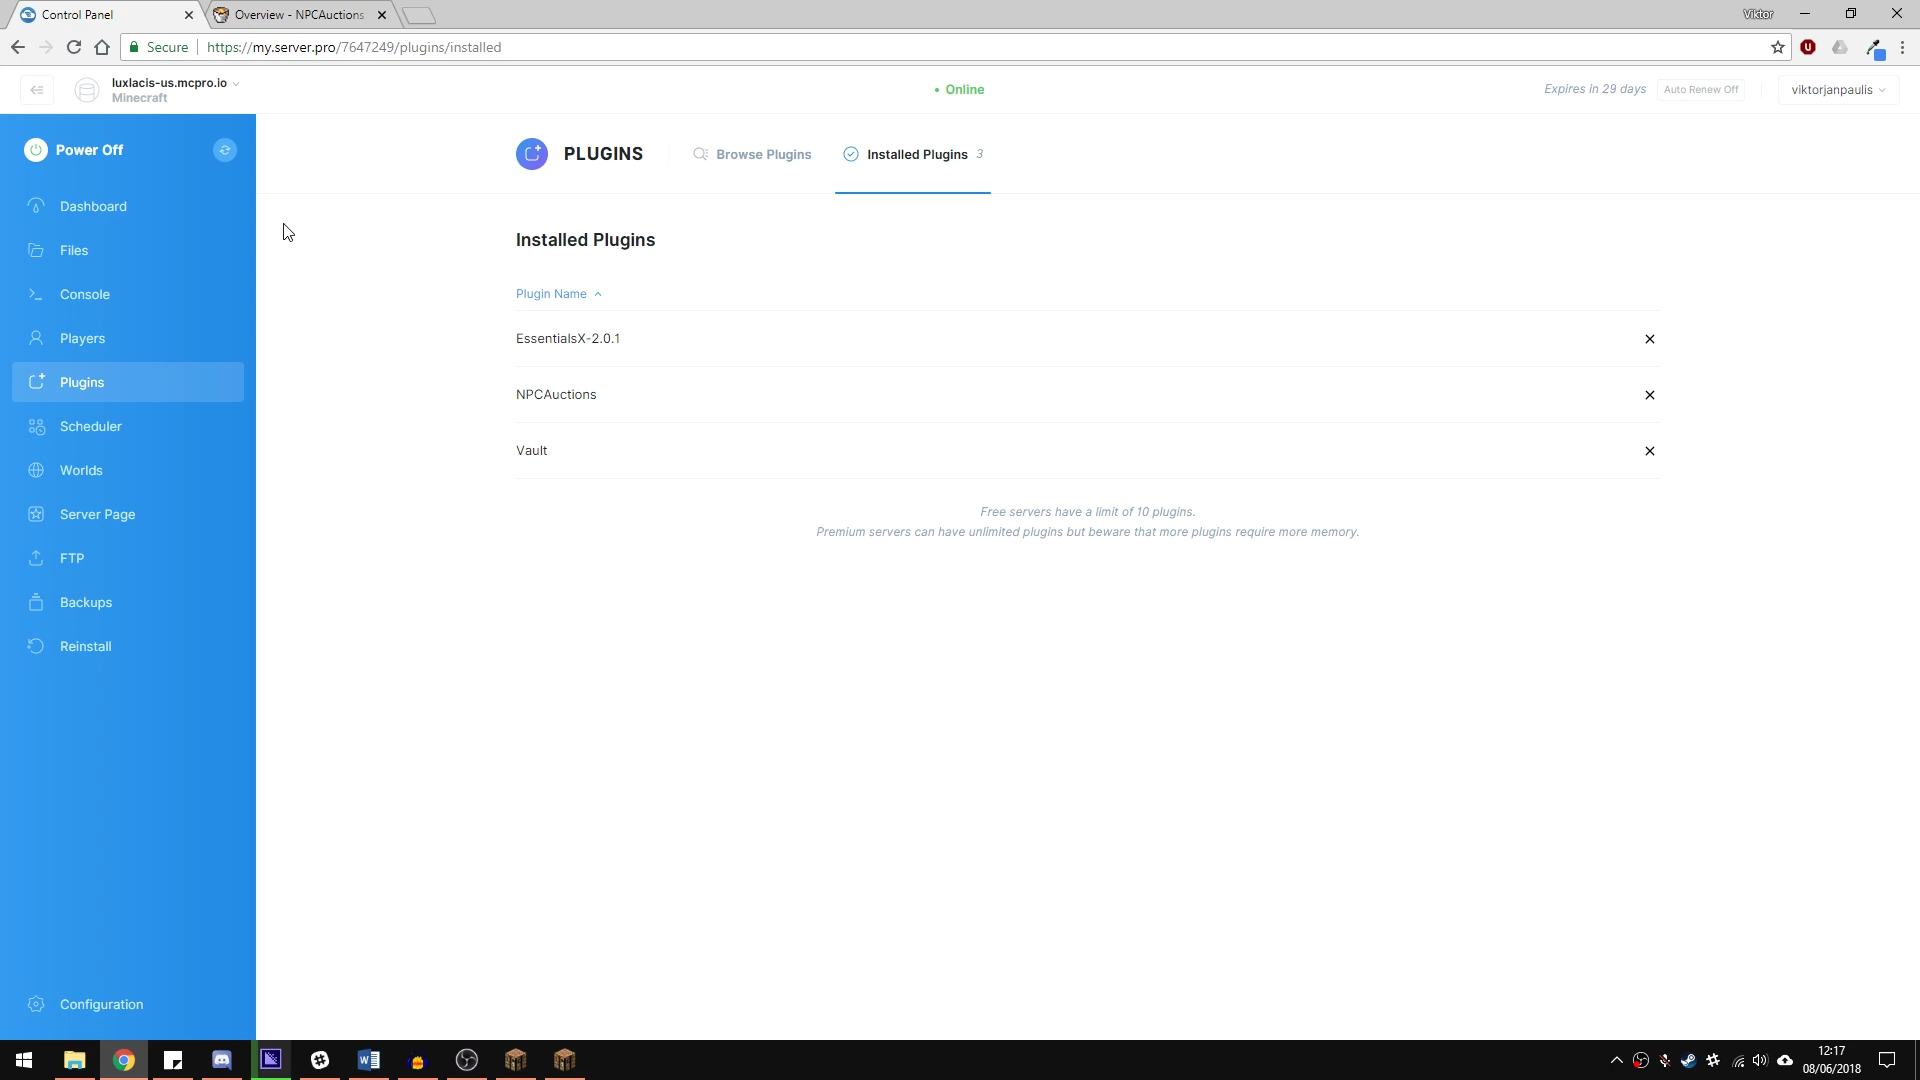 Control Panel
Overview - NPCAuctions
Viktor
Secure
https://my.server.pro/7647249/plugins/installed
luxlacis-us.mcpro.io
Minecraft
• Online
Expires in 29 days
Auto Renew Off
viktorjanpaulis
Power Off
PLUGINS
Browse Plugins
Installed Plugins 3
Dashboard
Files
Console
Players
Plugins
Scheduler
Worlds
Server Page
FTP
Backups
Reinstall
Configuration
Installed Plugins
Plugin Name
EssentialsX-2.0.1
NPCAuctions
Vault
Free servers have a limit of 10 plugins.
Premium servers can have unlimited plugins but beware that more plugins require more memory.
12:17
08/06/2018